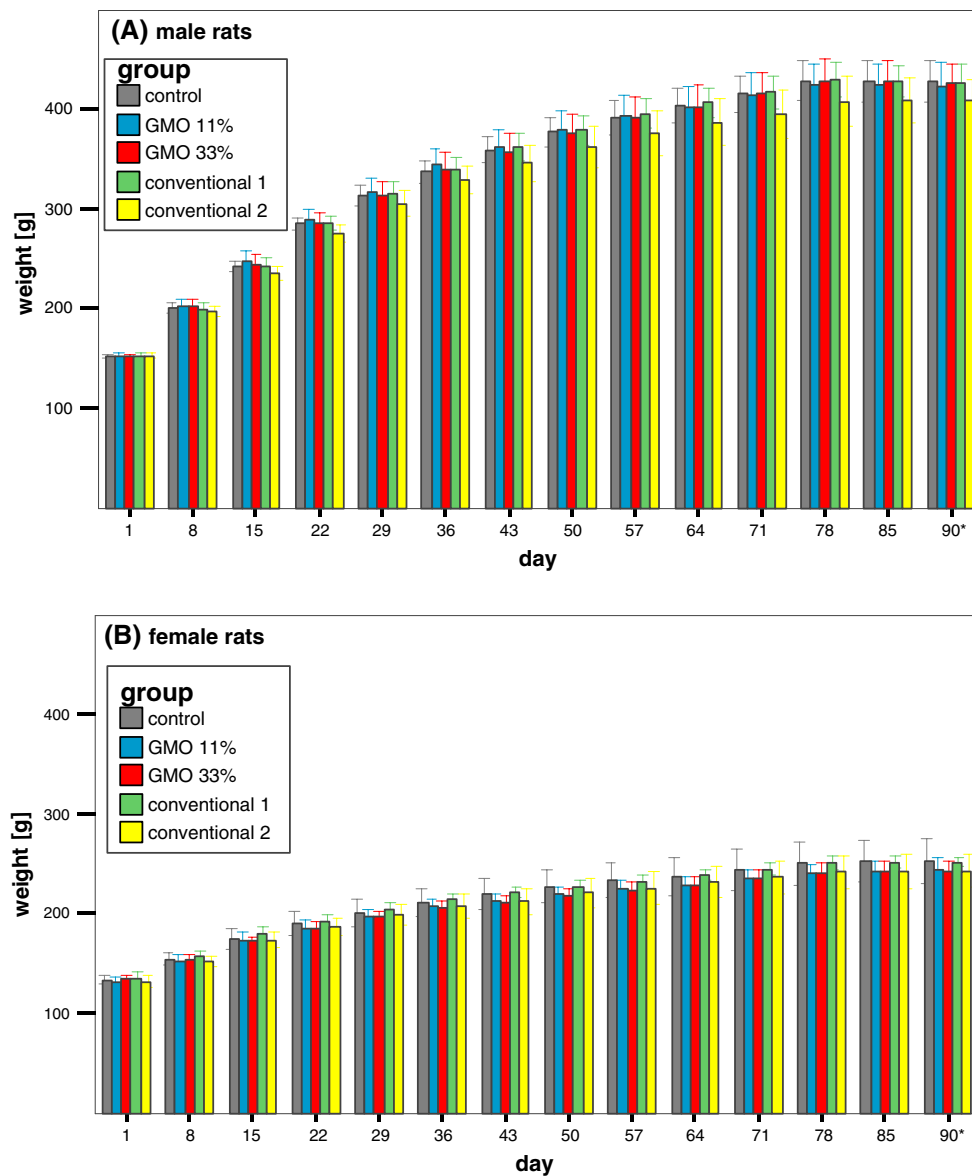 (A) male rats
group
control
GMO 11%
GMO 33%
conventional 1
conventional 2
weight [g]
400
300
200
100
1 8 15 22 29 36 43 50 57 64 71 78 85 90*
day
(B) female rats
group
control
GMO 11%
GMO 33%
conventional 1
conventional 2
weight [g]
400
300
200
100
1 8 15 22 29 36 43 50 57 64 71 78 85 90*
day